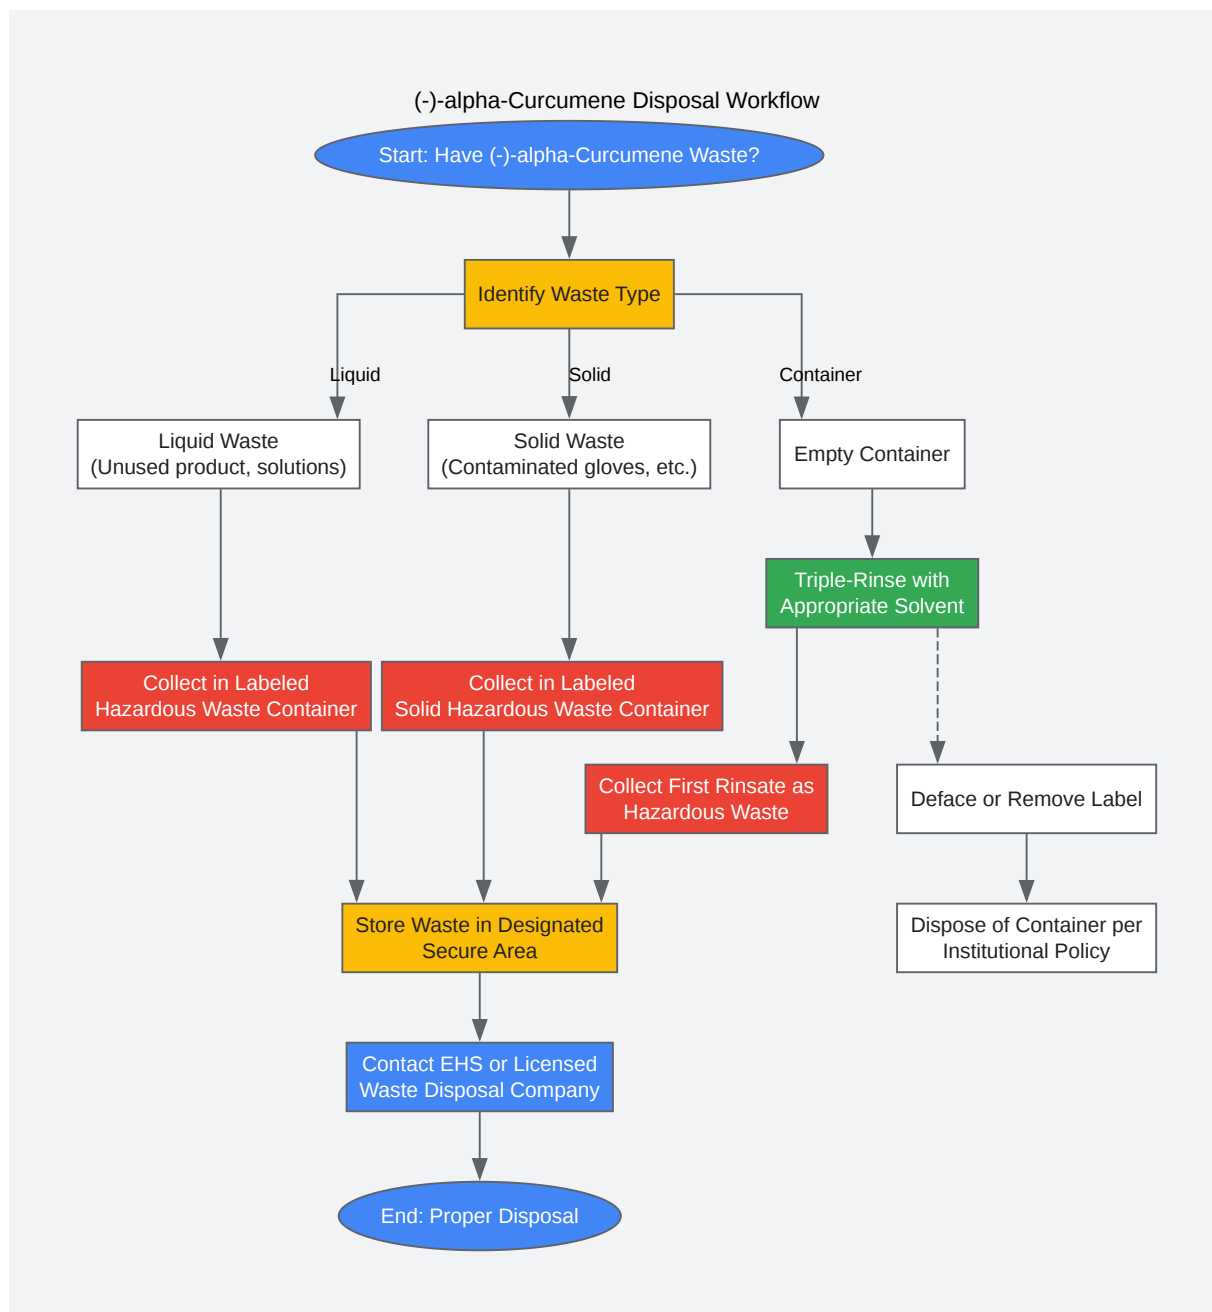 (-)-alpha-Curcumene Disposal Workflow
Start: Have (-)-alpha-Curcumene Waste?
Identify Waste Type
Liquid
Solid
Container
Liquid Waste
(Unused product, solutions)
Solid Waste
(Contaminated gloves, etc.)
Empty Container
Triple-Rinse with
Appropriate Solvent
Collect in Labeled
Hazardous Waste Container
Collect in Labeled
Solid Hazardous Waste Container
Collect First Rinsate as
Hazardous Waste
Deface or Remove Label
Store Waste in Designated
Secure Area
Dispose of Container per
Institutional Policy
Contact EHS or Licensed
Waste Disposal Company
End: Proper Disposal